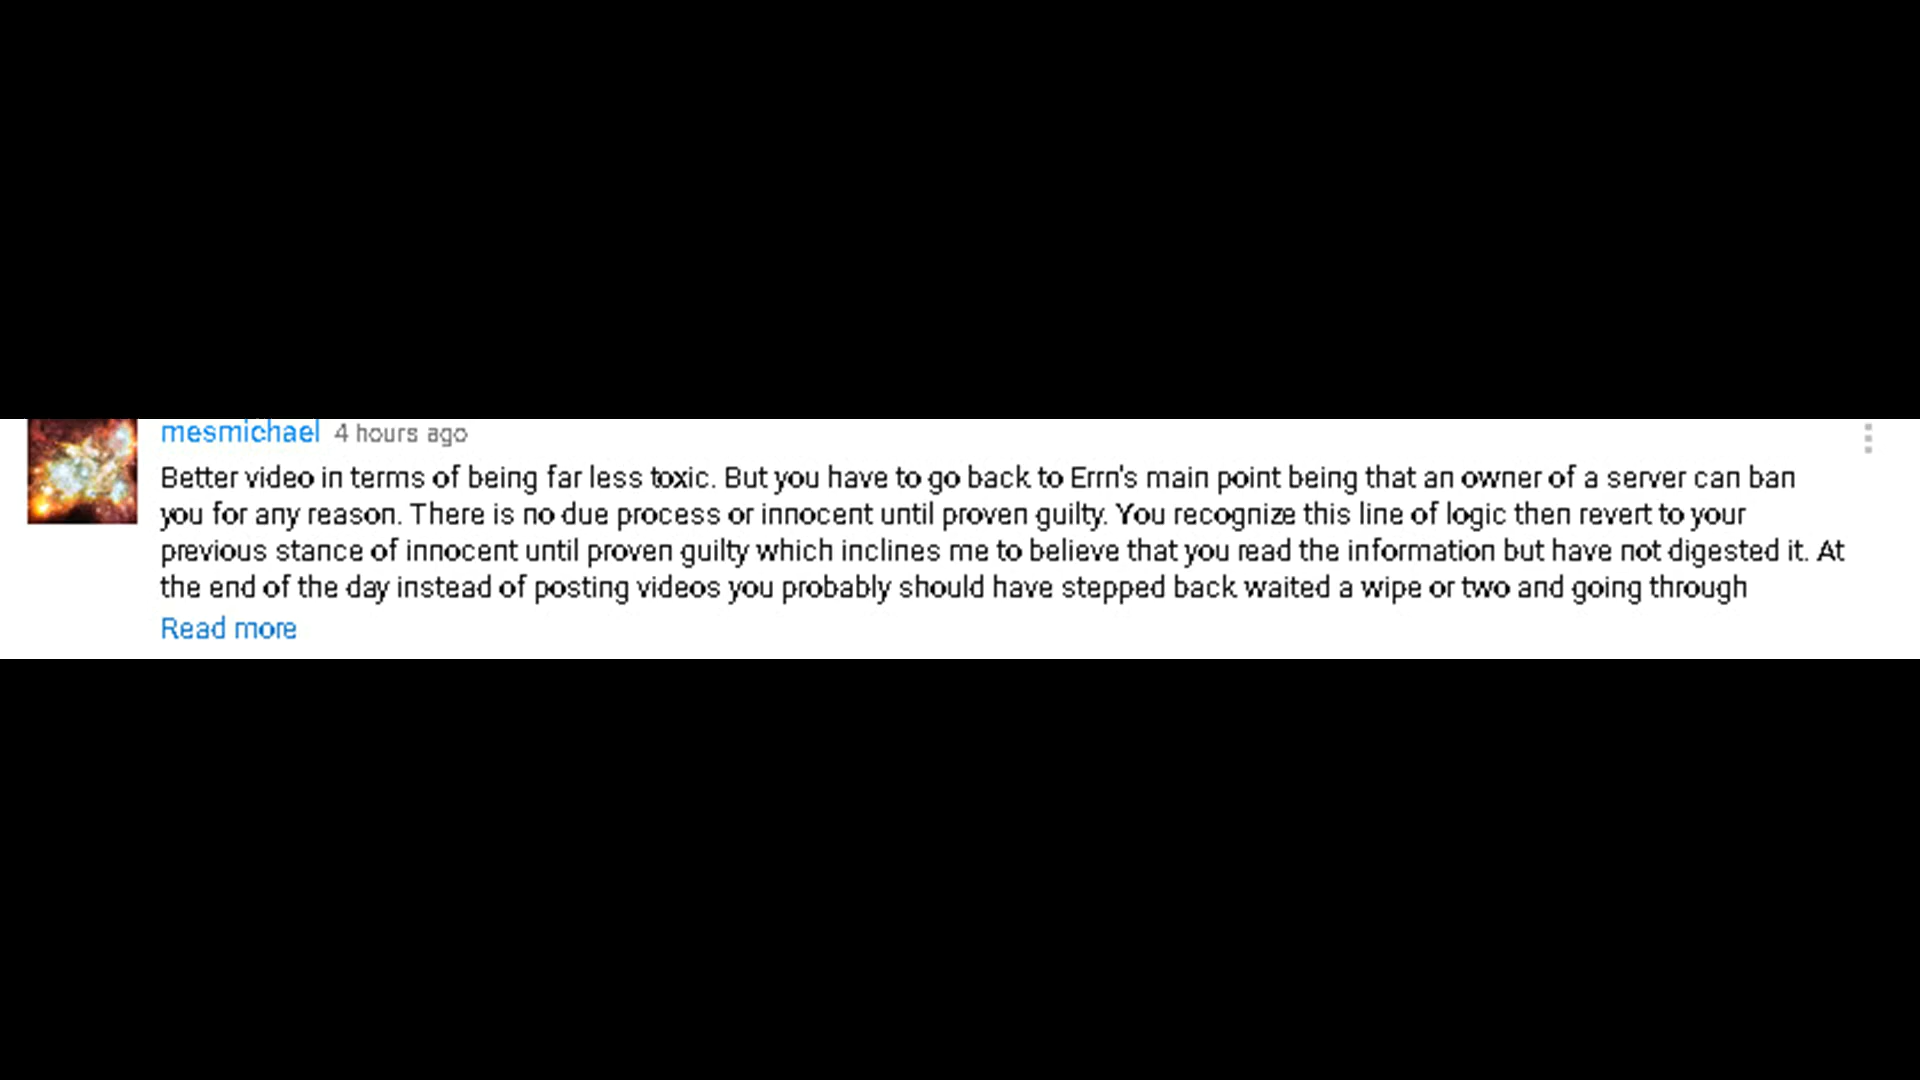 mesmichael 4 hours ago
Better video in terms of being far less toxic. But you have to go back to Errn's main point being that an owner of a server can ban
you for any reason. There is no due process or innocent until proven guilty. You recognize this line of logic then revert to your
previous stance of innocent until proven guilty which inclines me to believe that you read the information but have not digested it. At
the end of the day instead of posting videos you probably should have stepped back waited a wipe or two and going through
Read more